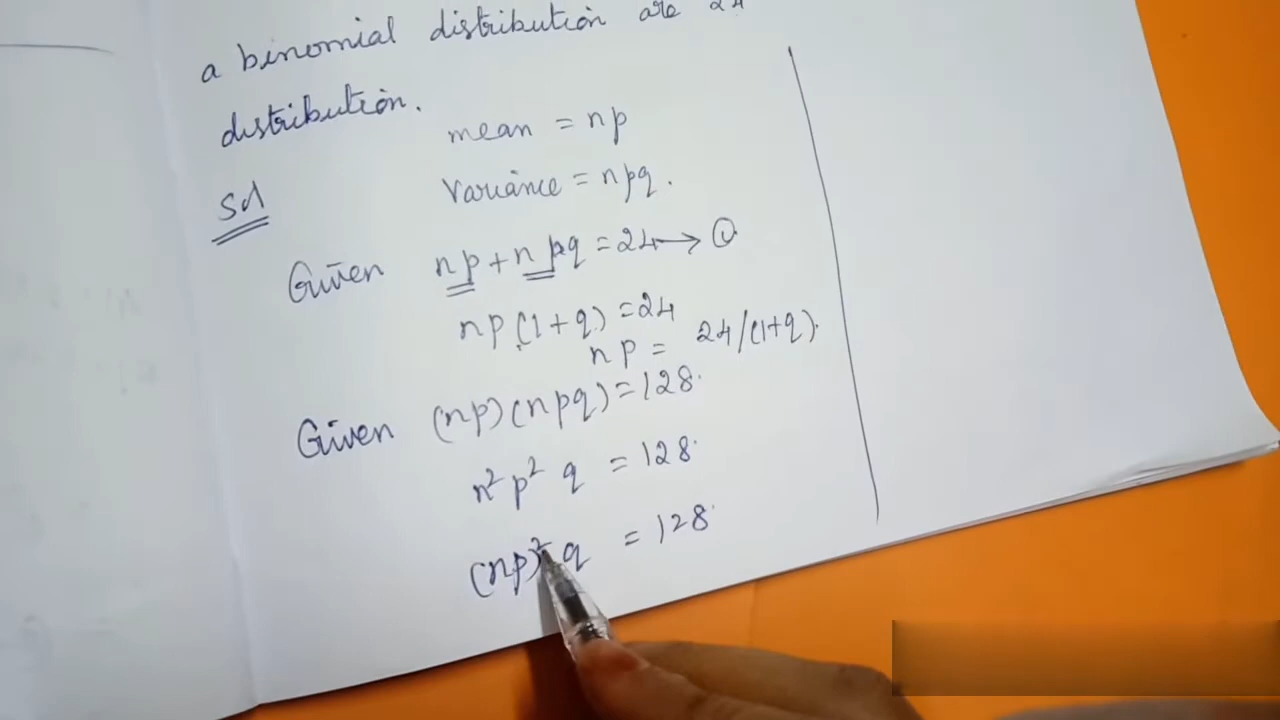 a binomial distribution are 24
distribution.
mean = np
Variance = npq.
Sol
Given np + npq = 24 → ①
np(1+q) = 24
np = 24/(1+q).
Given (np)(npq) = 128.
n² p² q = 128.
(np)² q = 128.